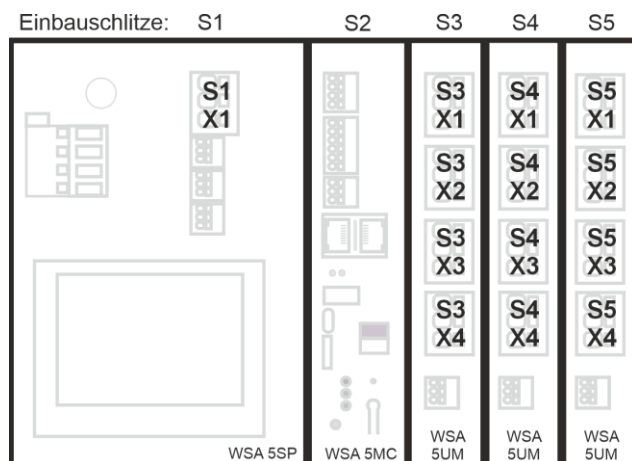 Einbauschlitze: S1 S2 S3 S4 S5
S1 S3 S4 S5
X1 X1 X1 X1
S3 S4 S5
X2 X2 X2
S3 S4 S5
X3 X3 X3
S3 S4 S5
X4 X4 X4
WSA 5SP WSA 5MC WSA WSA WSA
5UM 5UM 5UM